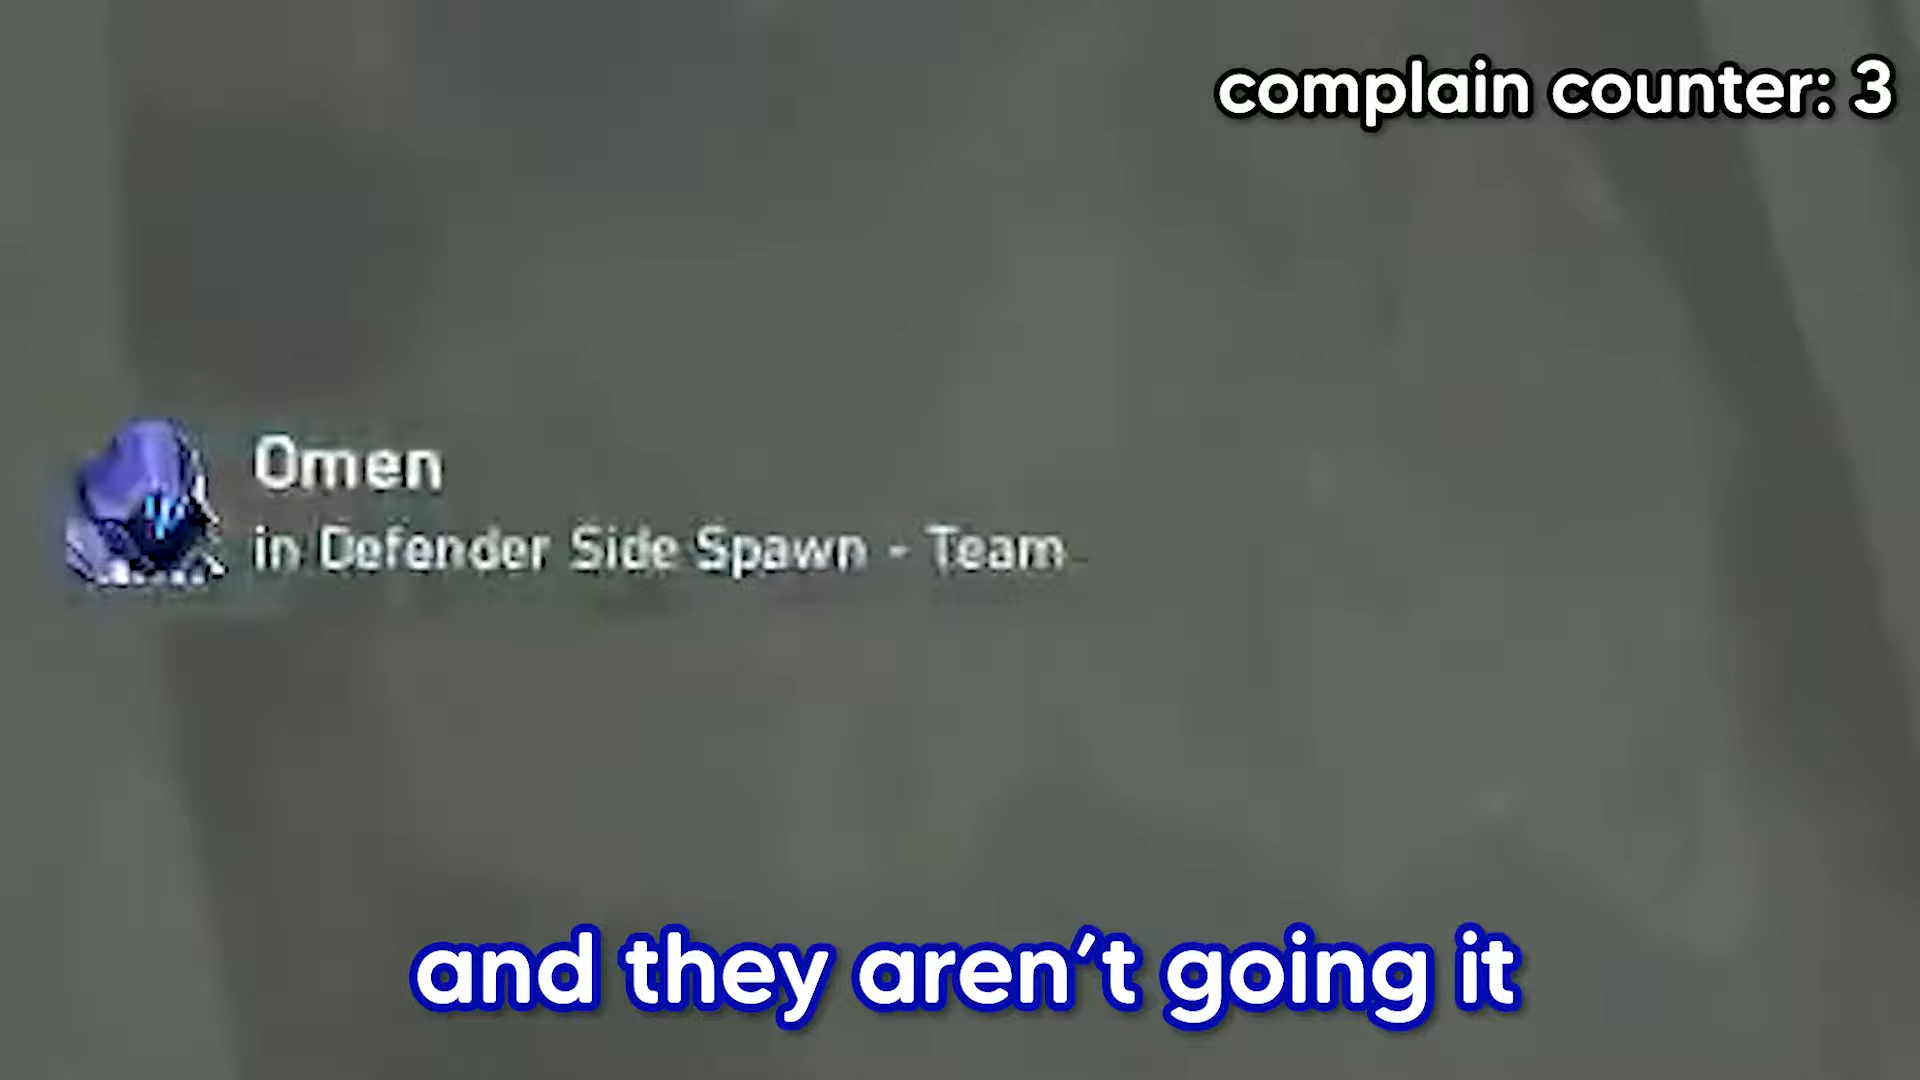 complain counter: 3
Omen
in Defender Side Spawn - Team
and they aren't going it